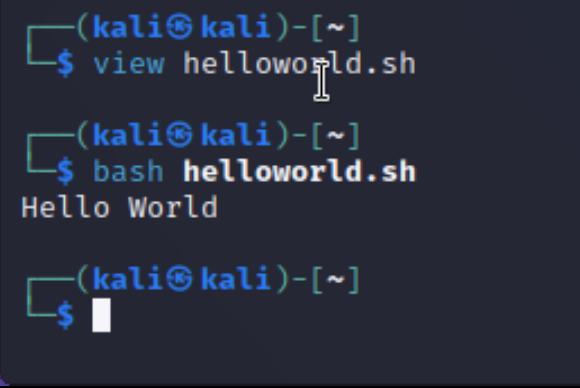 ┌──(kali㉿kali)-[~]
└─$ view helloworld.sh
┌──(kali㉿kali)-[~]
└─$ bash helloworld.sh
Hello World
┌──(kali㉿kali)-[~]
└─$